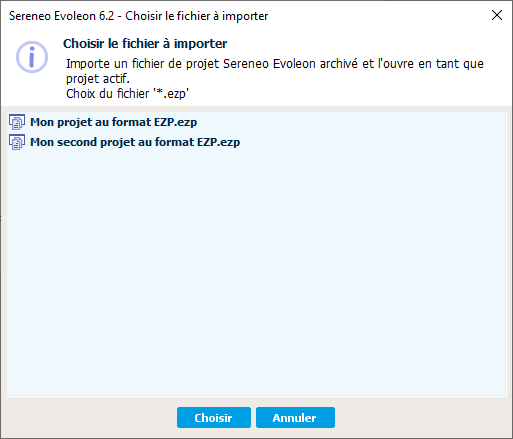 Sereneo Evoleon 6.2 - Choisir le fichier à importer
Choisir le fichier à importer
Importe un fichier de projet Sereneo Evoleon archivé et l'ouvre en tant que
projet actif.
Choix du fichier '*.ezp'
Mon projet au format EZP.ezp
Mon second projet au format EZP.ezp
Choisir
Annuler